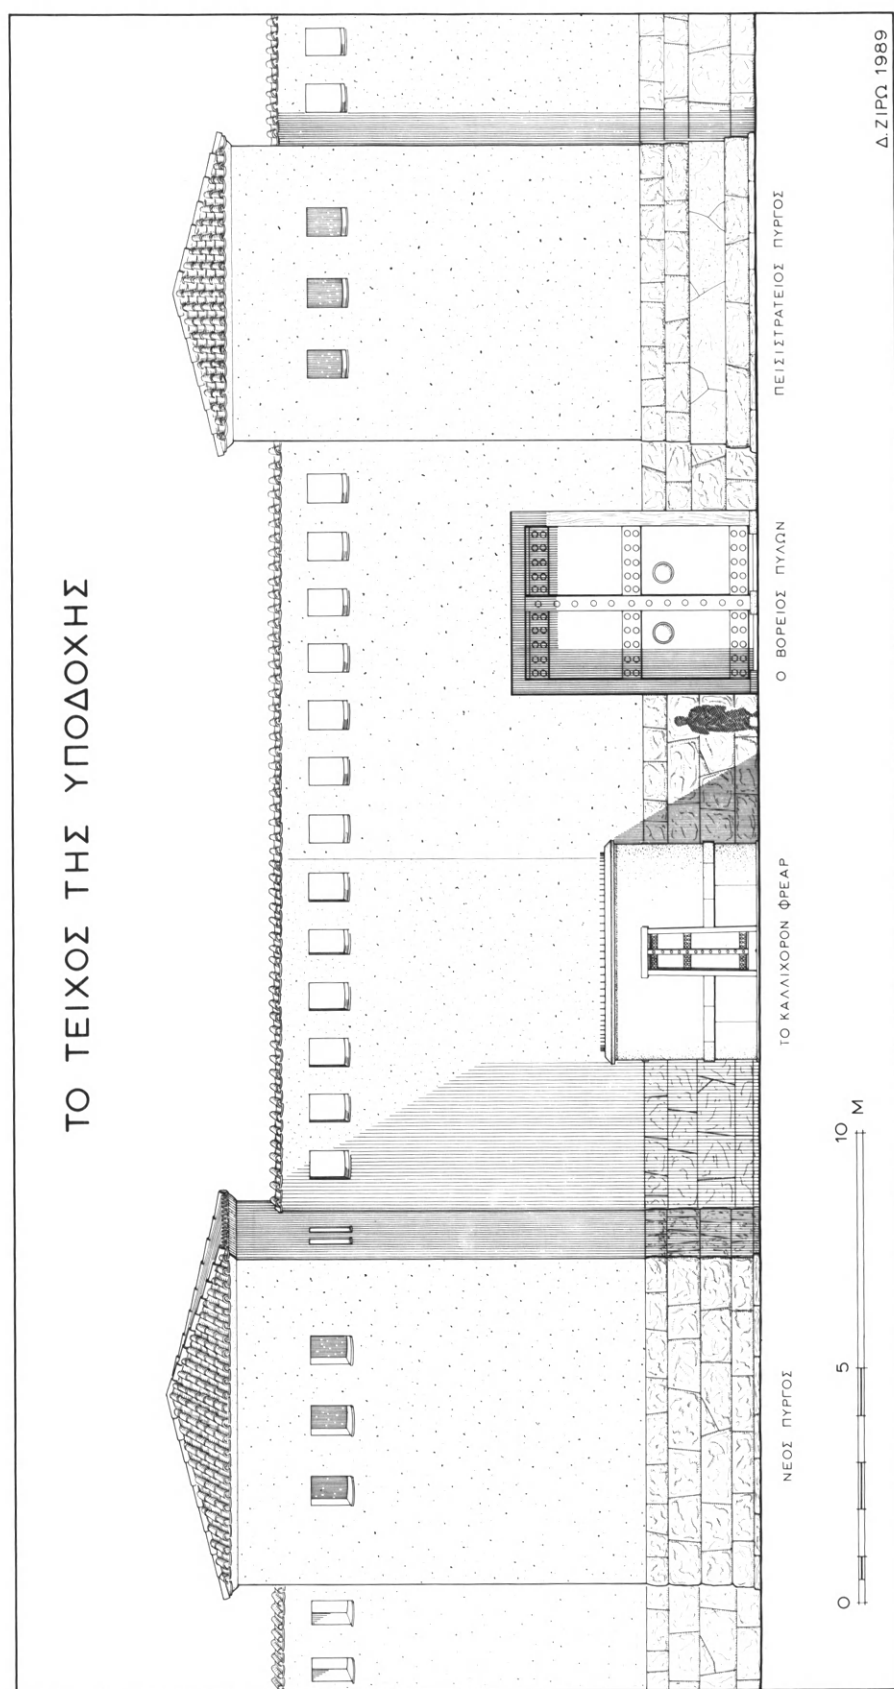 ΤΟ ΤΕΙΧΟΣ ΤΗΣ ΥΠΟΔΟΧΗΣ
ΝΕΟΣ ΠΥΡΓΟΣ
ΤΟ ΚΑΛΛΙΧΟΡΟΝ ΦΡΕΑΡ
Ο ΒΟΡΕΙΟΣ ΠΥΛΩΝ
ΠΕΙΣΙΣΤΡΑΤΕΙΟΣ ΠΥΡΓΟΣ
0 5 10 Μ
Δ. ΖΙΡΩ 1989